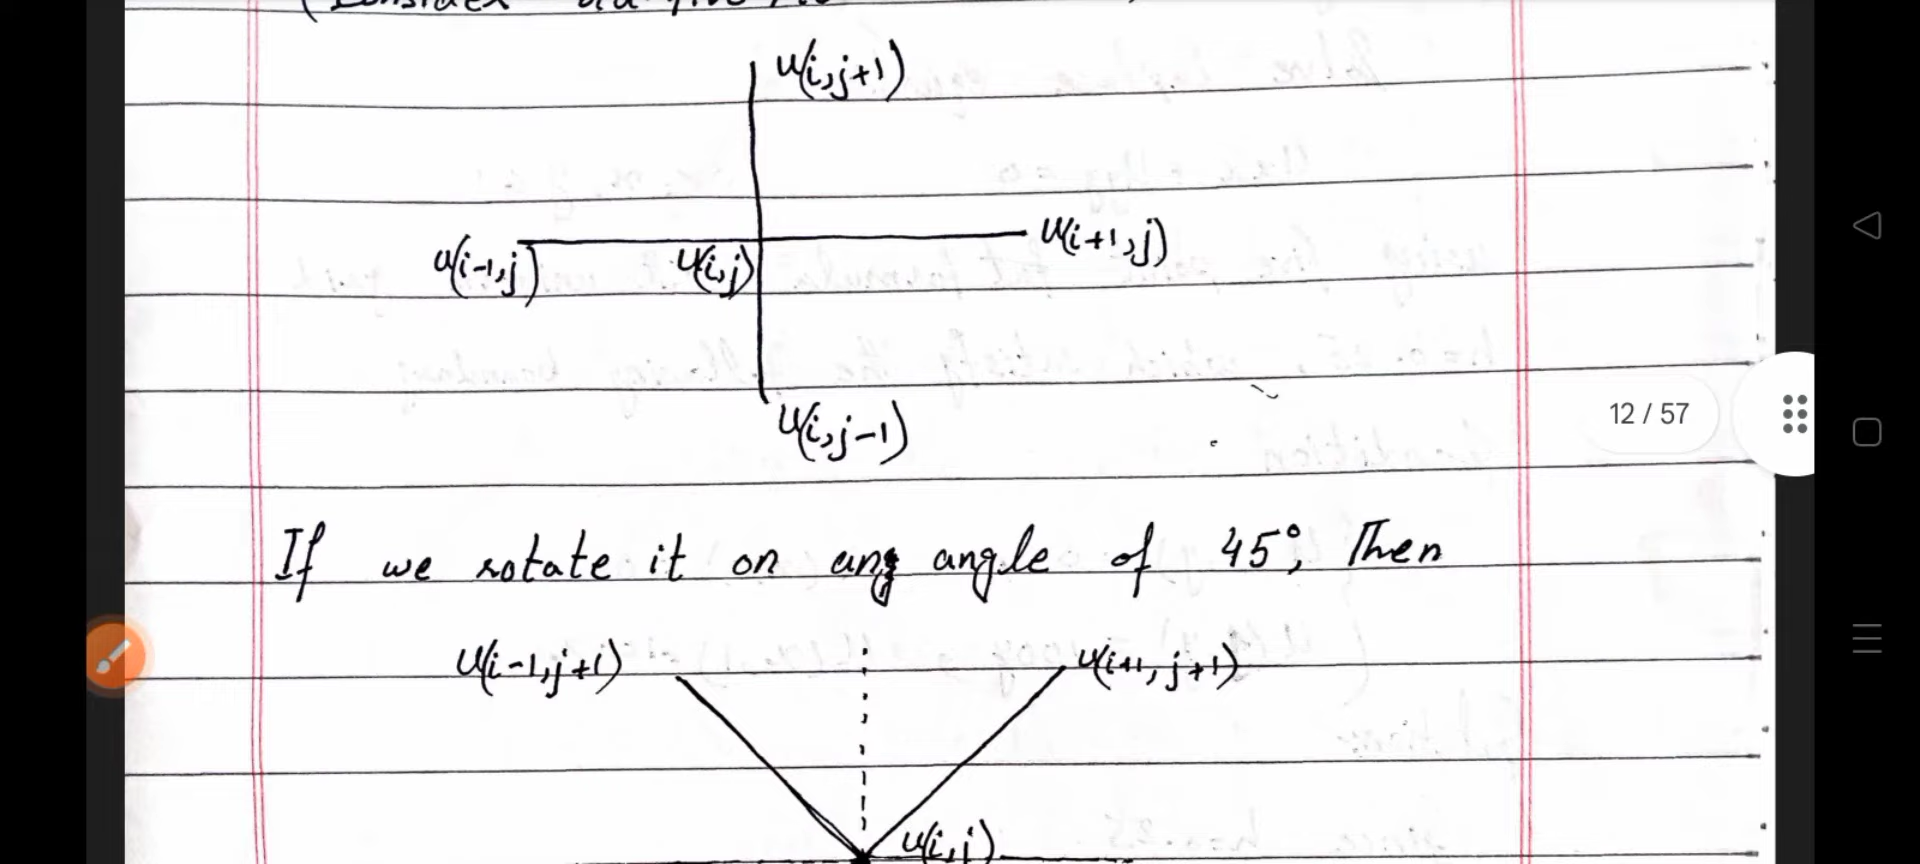 u(i,j+1)
u(i-1,j) u(i,j) u(i+1,j)
u(i,j-1)
12 / 57
If we rotate it on ang angle of 45°, Then
u(i-1,j+1) u(i+1,j+1)
u(i,j)